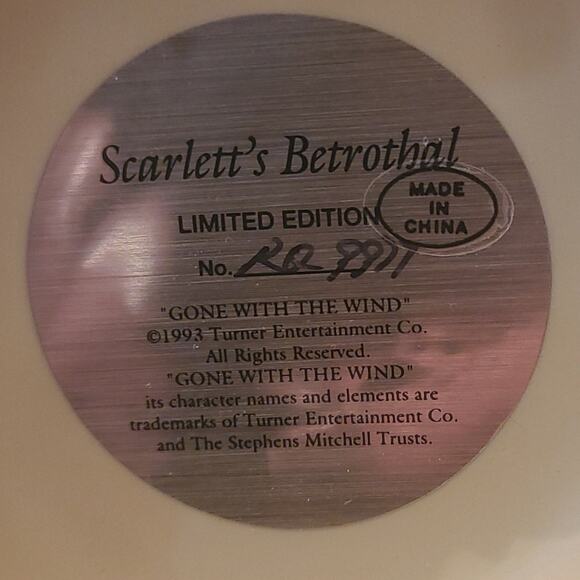 Scarlett's Betrothal
LIMITED EDITION
MADE
IN
CHINA
No. RQ 9911
"GONE WITH THE WIND"
©1993 Turner Entertainment Co.
All Rights Reserved.
"GONE WITH THE WIND"
its character names and elements are
trademarks of Turner Entertainment Co.
and The Stephens Mitchell Trusts.